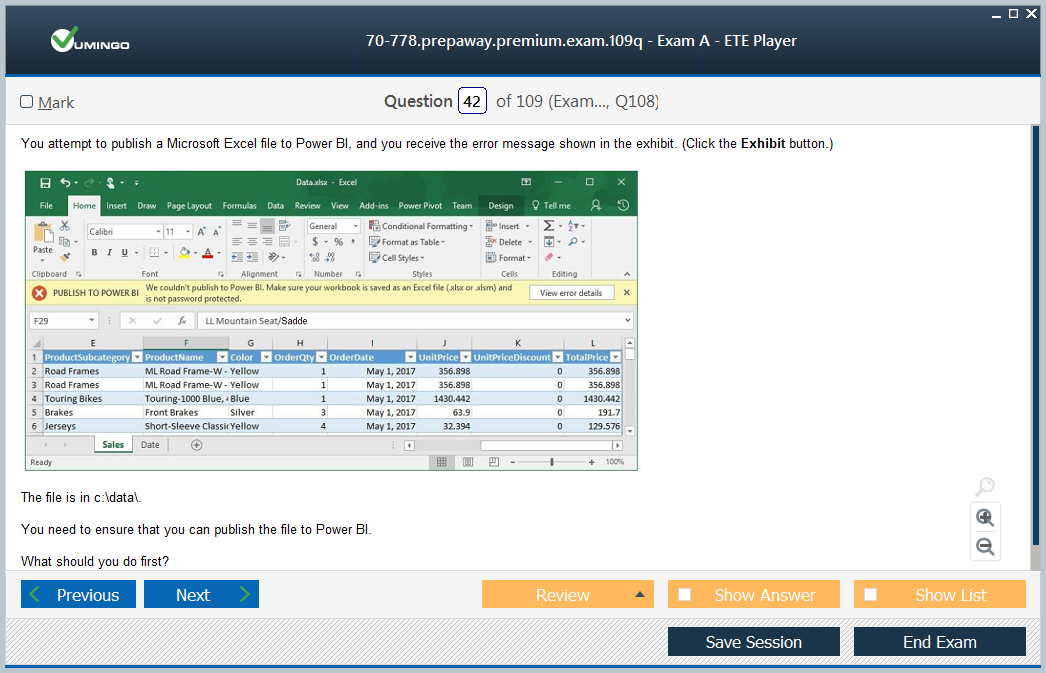 VUMINGO
70-778.prepaway.premium.exam.109q - Exam A - ETE Player
Mark
Question 42 of 109 (Exam..., Q108)
You attempt to publish a Microsoft Excel file to Power BI, and you receive the error message shown in the exhibit. (Click the Exhibit button.)
Data.xlsx - Excel
File Home Insert Draw Page Layout Formulas Data Review View Add-ins Power Pivot Team Design Tell me
Paste Calibri 11 General Conditional Formatting Insert
B I U $ % , Format as Table Delete
Cell Styles Format
Clipboard Font Alignment Number Styles Cells Editing
PUBLISH TO POWER BI We couldn't publish to Power BI. Make sure your workbook is saved as an Excel file (.xlsx or .xlsm) and
is not password protected. View error details
F29 fx LL Mountain Seat/Sadde
E F G H I J K L
1 ProductSubcategory ProductName Color OrderQty OrderDate UnitPrice UnitPriceDiscount TotalPrice
2 Road Frames ML Road Frame-W - Yellow 1 May 1, 2017 356.898 0 356.898
3 Road Frames ML Road Frame-W - Yellow 1 May 1, 2017 356.898 0 356.898
4 Touring Bikes Touring-1000 Blue, Blue 1 May 1, 2017 1430.442 0 1430.442
5 Brakes Front Brakes Silver 3 May 1, 2017 63.9 0 191.7
6 Jerseys Short-Sleeve Classic Yellow 4 May 1, 2017 32.394 0 129.576
Sales Date
Ready 100%
The file is in c:\data\.
You need to ensure that you can publish the file to Power BI.
What should you do first?
Previous Next Review Show Answer Show List
Save Session End Exam